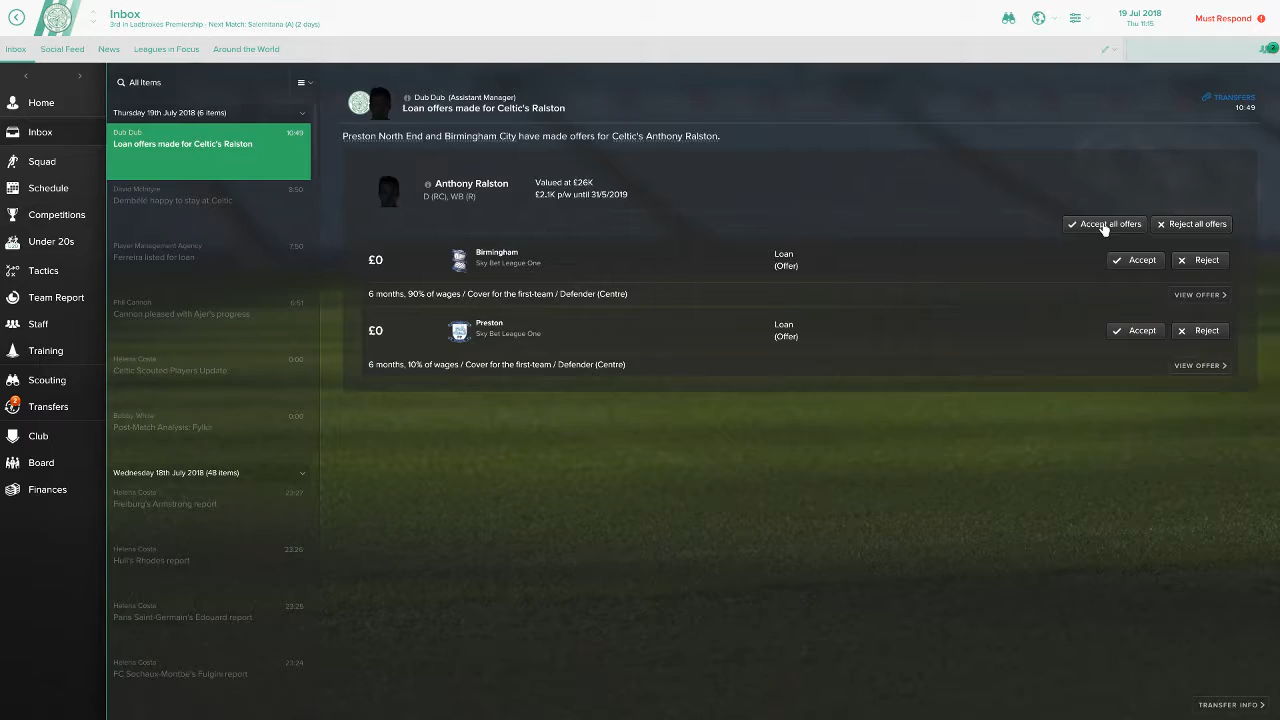 Inbox
3rd in Ladbrokes Premiership - Next Match: Salernitana (A) (2 days)
19 Jul 2018
Thu 11:15
Must Respond
Inbox
Social Feed
News
Leagues in Focus
Around the World
2
Home
Inbox
Squad
Schedule
Competitions
Under 20s
Tactics
Team Report
Staff
Training
Scouting
2
Transfers
Club
Board
Finances
All Items
Thursday 19th July 2018 (6 items)
Dub Dub 10:49
Loan offers made for Celtic's Ralston
David McIntyre 8:50
Dembélé happy to stay at Celtic
Player Management Agency 7:50
Ferreira listed for loan
Phil Cannon 6:51
Cannon pleased with Ajer's progress
Helena Costa 0:00
Celtic Scouted Players Update
Bobby White 0:00
Post-Match Analysis: Fylkir
Wednesday 18th July 2018 (48 items)
Helena Costa 23:27
Freiburg's Armstrong report
Helena Costa 23:26
Hull's Rhodes report
Helena Costa 23:25
Paris Saint-Germain's Edouard report
Helena Costa 23:24
FC Sochaux-Montbé's Fulgini report
Dub Dub (Assistant Manager)
Loan offers made for Celtic's Ralston
TRANSFERS
10:49
Preston North End and Birmingham City have made offers for Celtic's Anthony Ralston.
Anthony Ralston
D (RC), WB (R)
Valued at £26K
£2.1K p/w until 31/5/2019
Accept all offers
Reject all offers
£0
Birmingham
Sky Bet League One
Loan
(Offer)
Accept
Reject
6 months, 90% of wages / Cover for the first-team / Defender (Centre)
VIEW OFFER
£0
Preston
Sky Bet League One
Loan
(Offer)
Accept
Reject
6 months, 10% of wages / Cover for the first-team / Defender (Centre)
VIEW OFFER
TRANSFER INFO